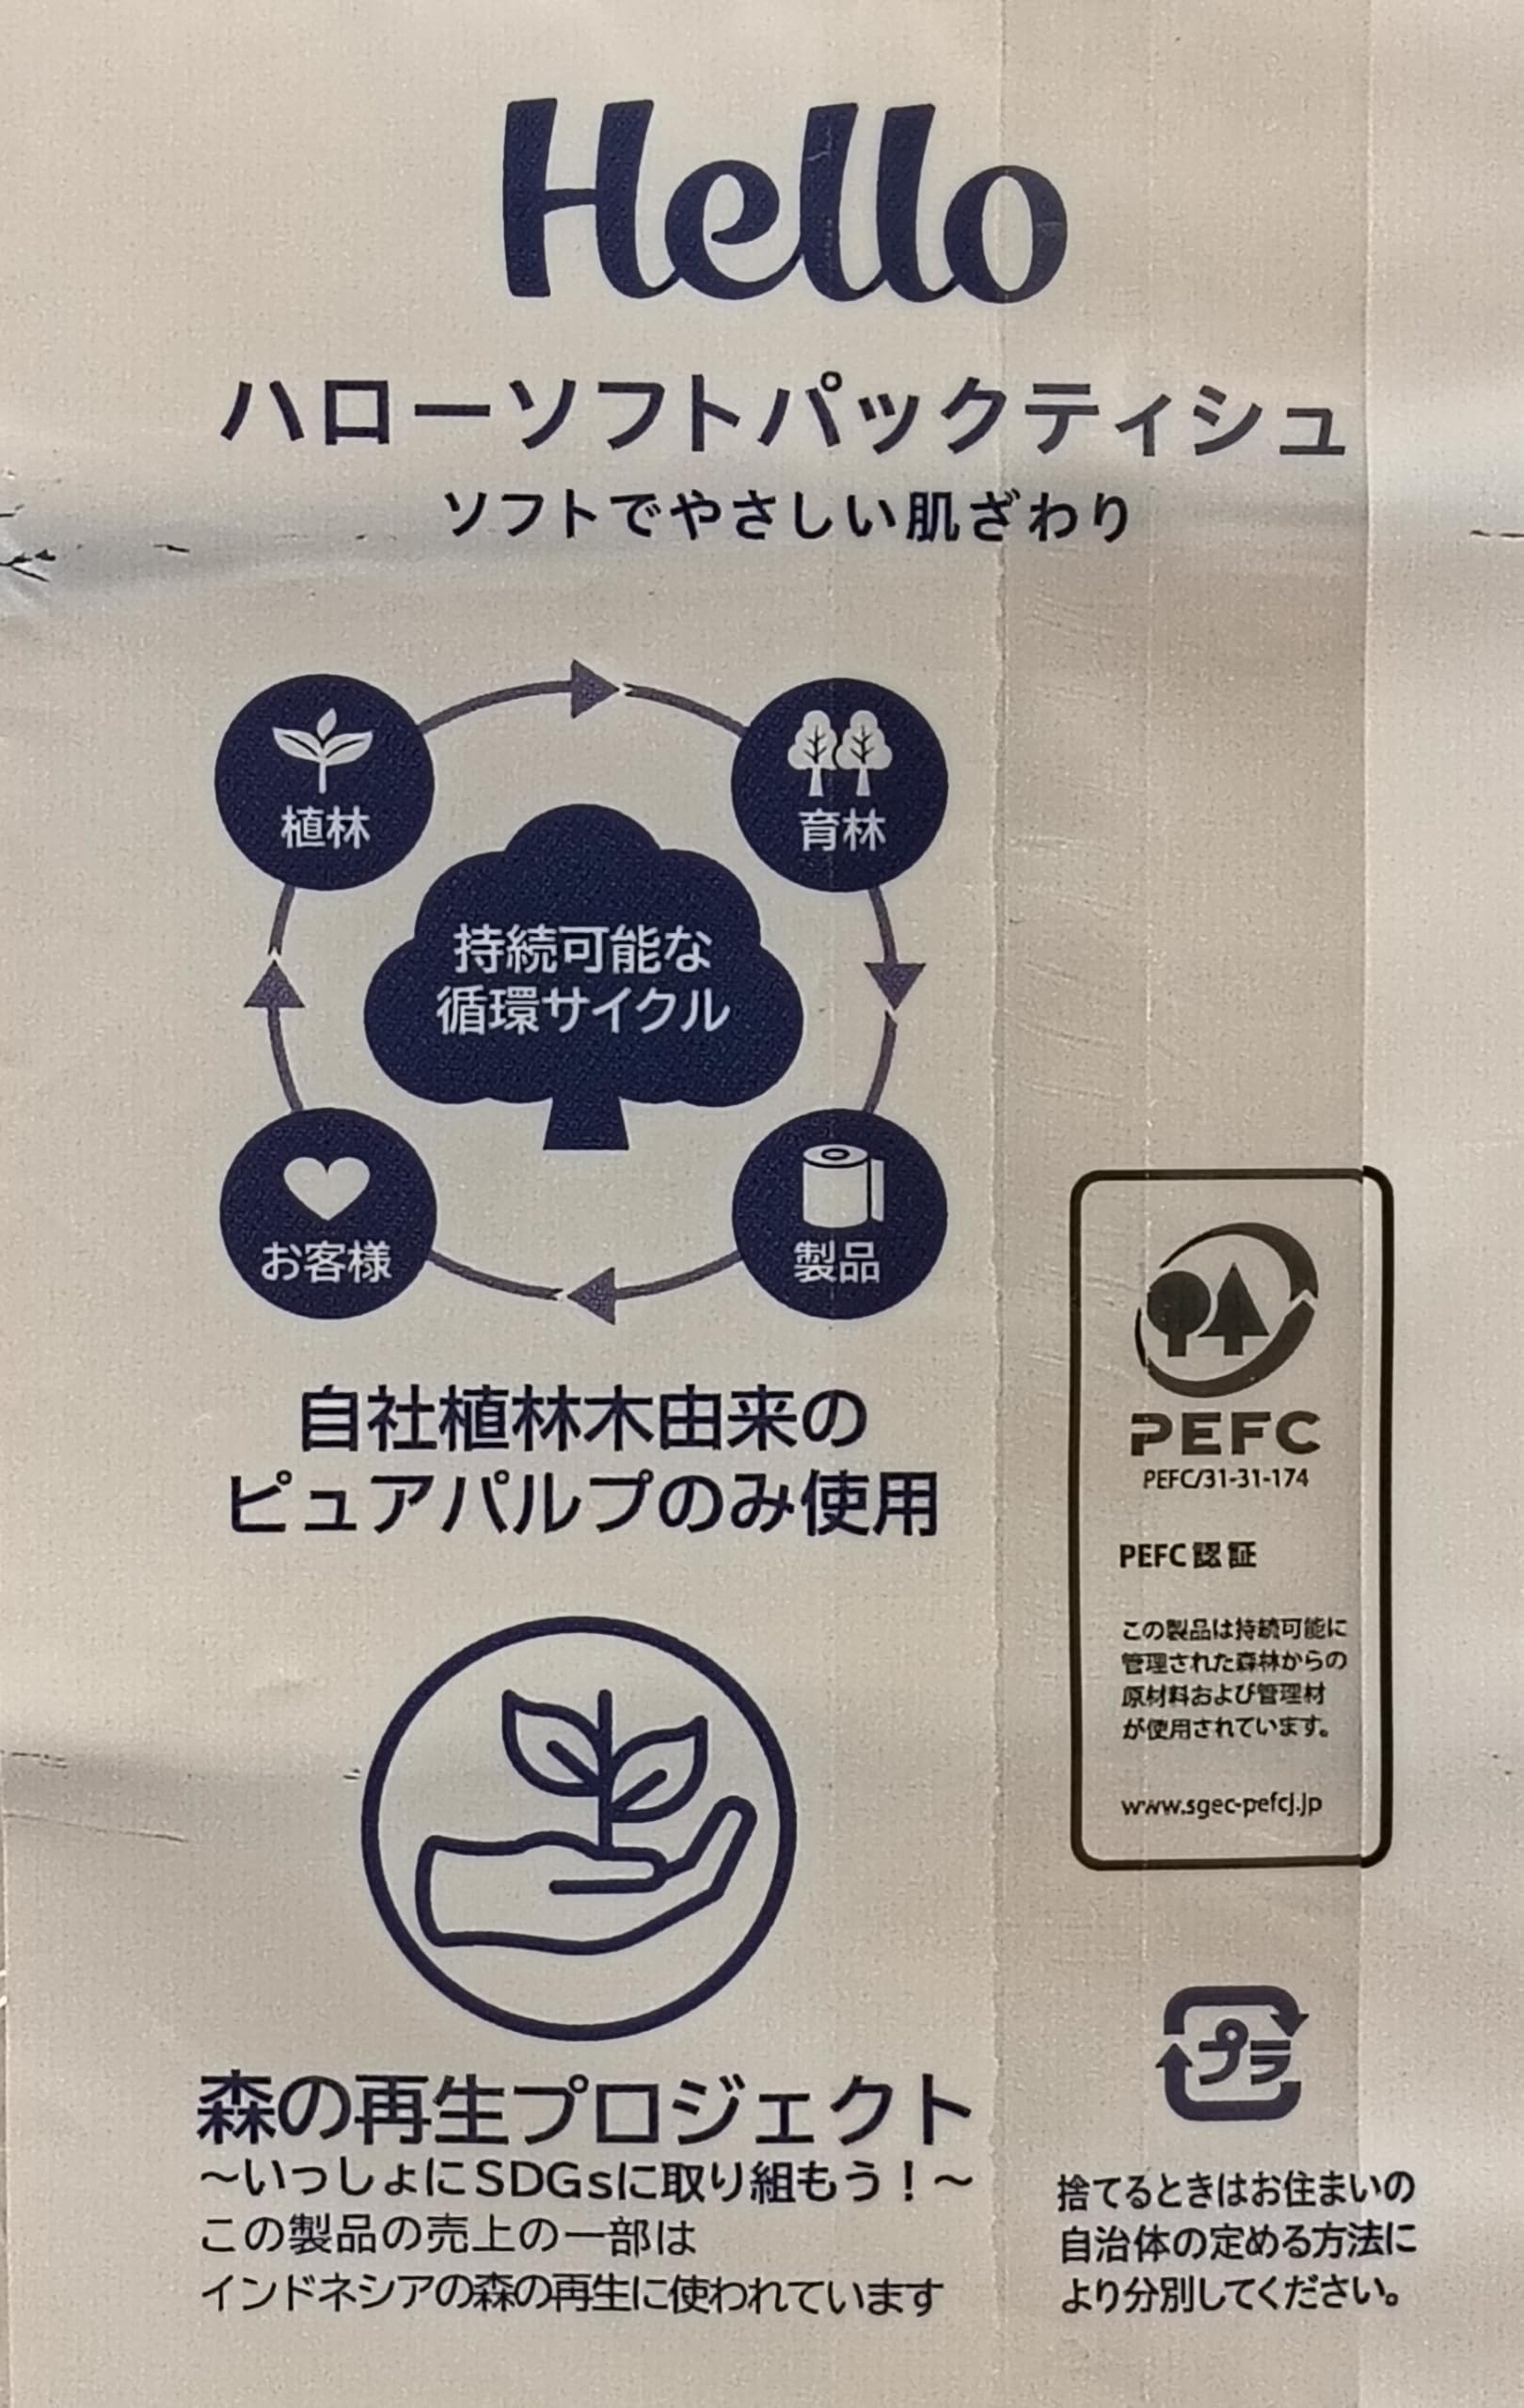 Hello
ハローソフトパックティシュ
ソフトでやさしい肌ざわり
植林
育林
持続可能な
循環サイクル
お客様
製品
自社植林木由来の
ピュアパルプのみ使用
PEFC
PEFC/31-31-174
PEFC認証
この製品は持続可能に
管理された森林からの
原材料および管理材
が使用されています。
www.sgec-pefcj.jp
森の再生プロジェクト
～いっしょにSDGsに取り組もう！～
この製品の売上の一部は
インドネシアの森の再生に使われています
プラ
捨てるときはお住まいの
自治体の定める方法に
より分別してください。